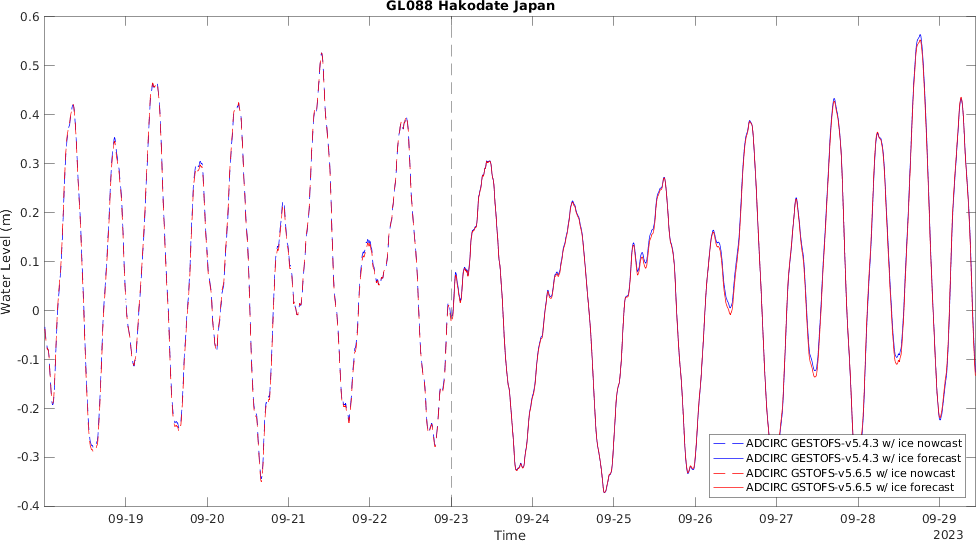 GL088 Hakodate Japan
0.6
0.5
0.4
0.3
0.2
0.1
0
-0.1
-0.2
-0.3
-0.4
Water Level (m)
ADCIRC GESTOFS-v5.4.3 w/ ice nowcast
ADCIRC GESTOFS-v5.4.3 w/ ice forecast
ADCIRC GSTOFS-v5.6.5 w/ ice nowcast
ADCIRC GSTOFS-v5.6.5 w/ ice forecast
09-19 09-20 09-21 09-22 09-23 09-24 09-25 09-26 09-27 09-28 09-29
Time
2023